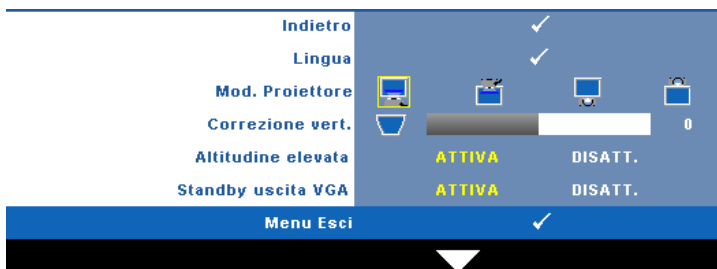 Indietro
Lingua
Mod. Proiettore
Correzione vert. 0
Altitudine elevata ATTIVA DISATT.
Standby uscita VGA ATTIVA DISATT.
Menu Esci